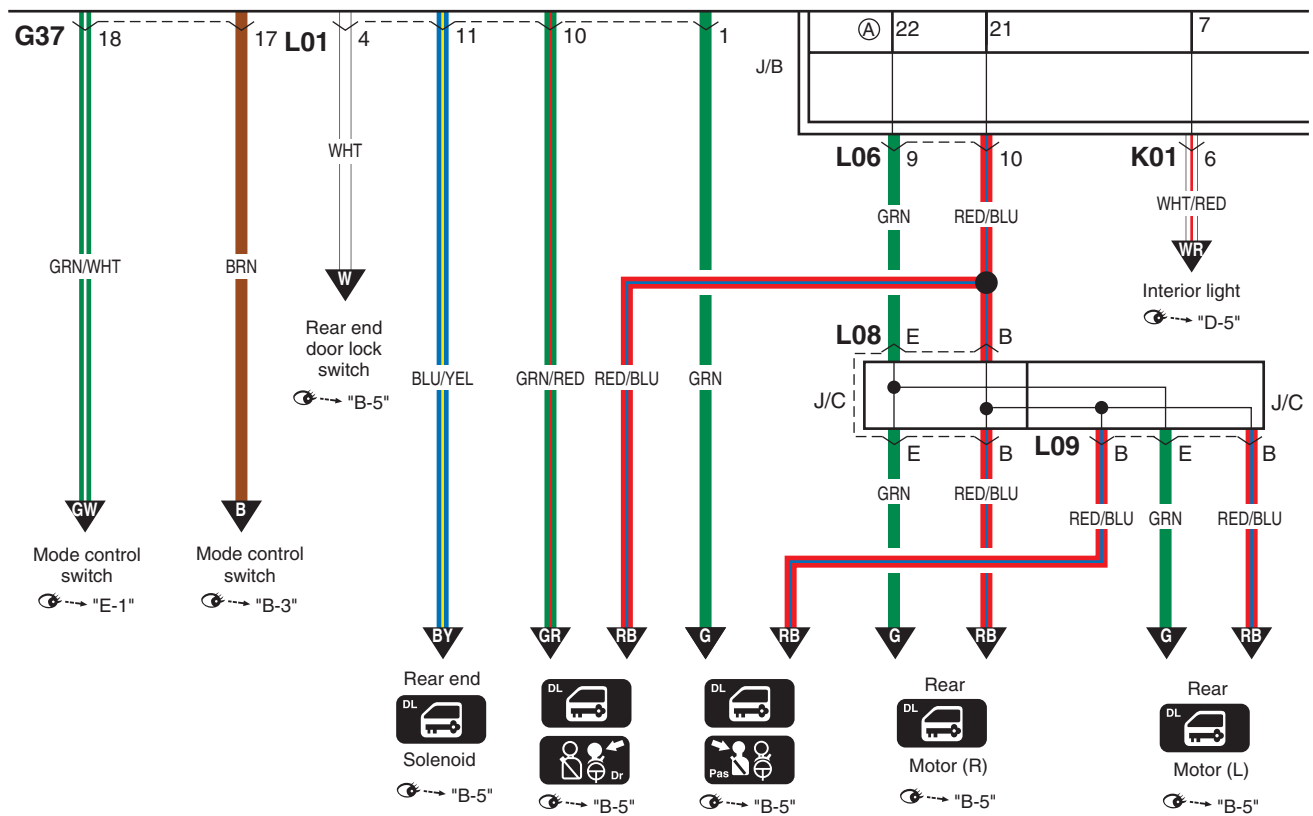 G37 18 17 L01 4 11 10 1
Ⓐ 22 21 7
J/B
L06 9 10 K01 6
WHT
GRN RED/BLU WHT/RED
GRN/WHT BRN
W WR
Interior light
"D-5"
Rear end
door lock
switch
"B-5"
L08 E B
BLU/YEL GRN/RED RED/BLU GRN
J/C J/C
E B L09 B E B
GRN RED/BLU
RED/BLU GRN RED/BLU
GW B
Mode control
switch
"E-1"
Mode control
switch
"B-3"
BY GR RB G RB G RB G RB
Rear end
DL
Solenoid
"B-5"
DL
Dr
"B-5"
DL
Pas
"B-5"
Rear
DL
Motor (R)
"B-5"
Rear
DL
Motor (L)
"B-5"